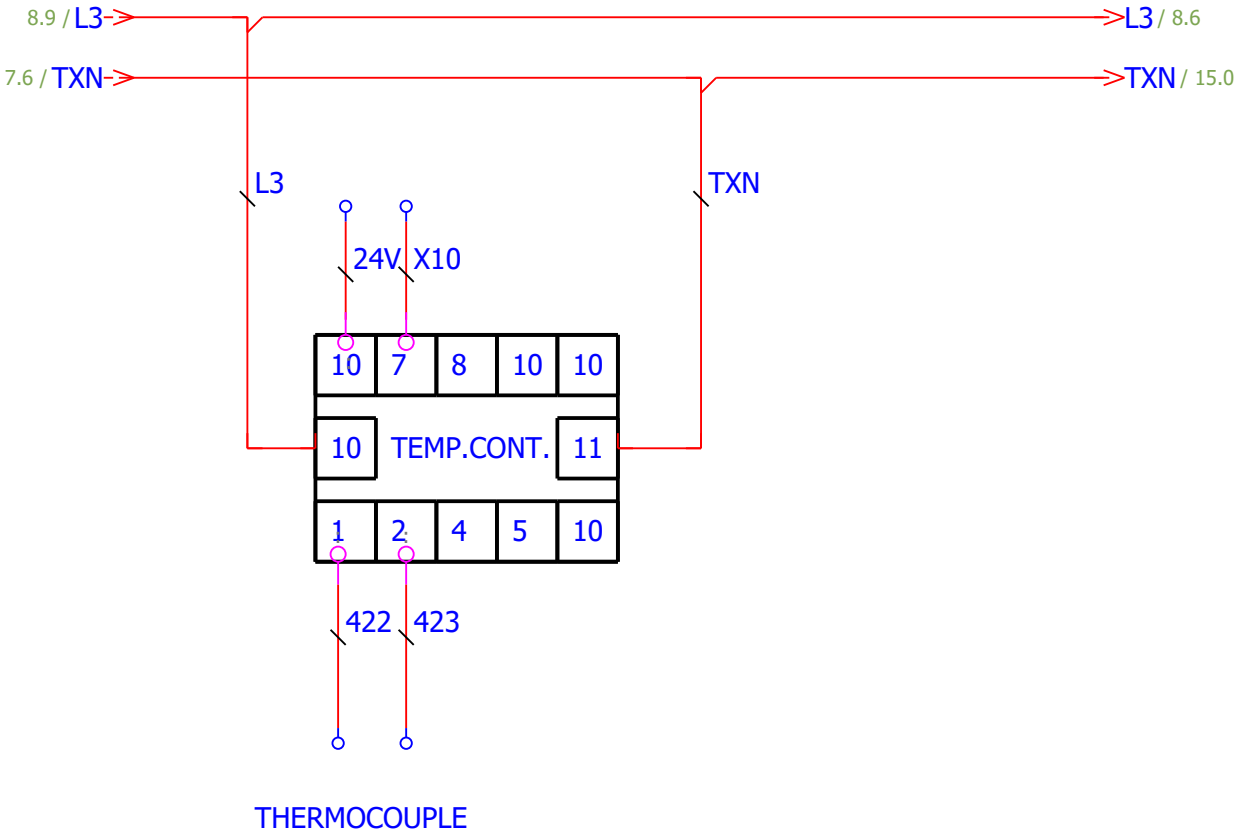 8.9 / L3
L3 / 8.6
7.6 / TXN
TXN / 15.0
L3
TXN
24V X10
10 7 8 10 10
10 TEMP.CONT. 11
1 2 4 5 10
422 423
THERMOCOUPLE